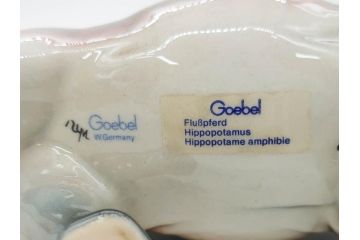 Goebel
W.Germany
Goebel
Flußpferd
Hippopotamus
Hippopotame amphibie